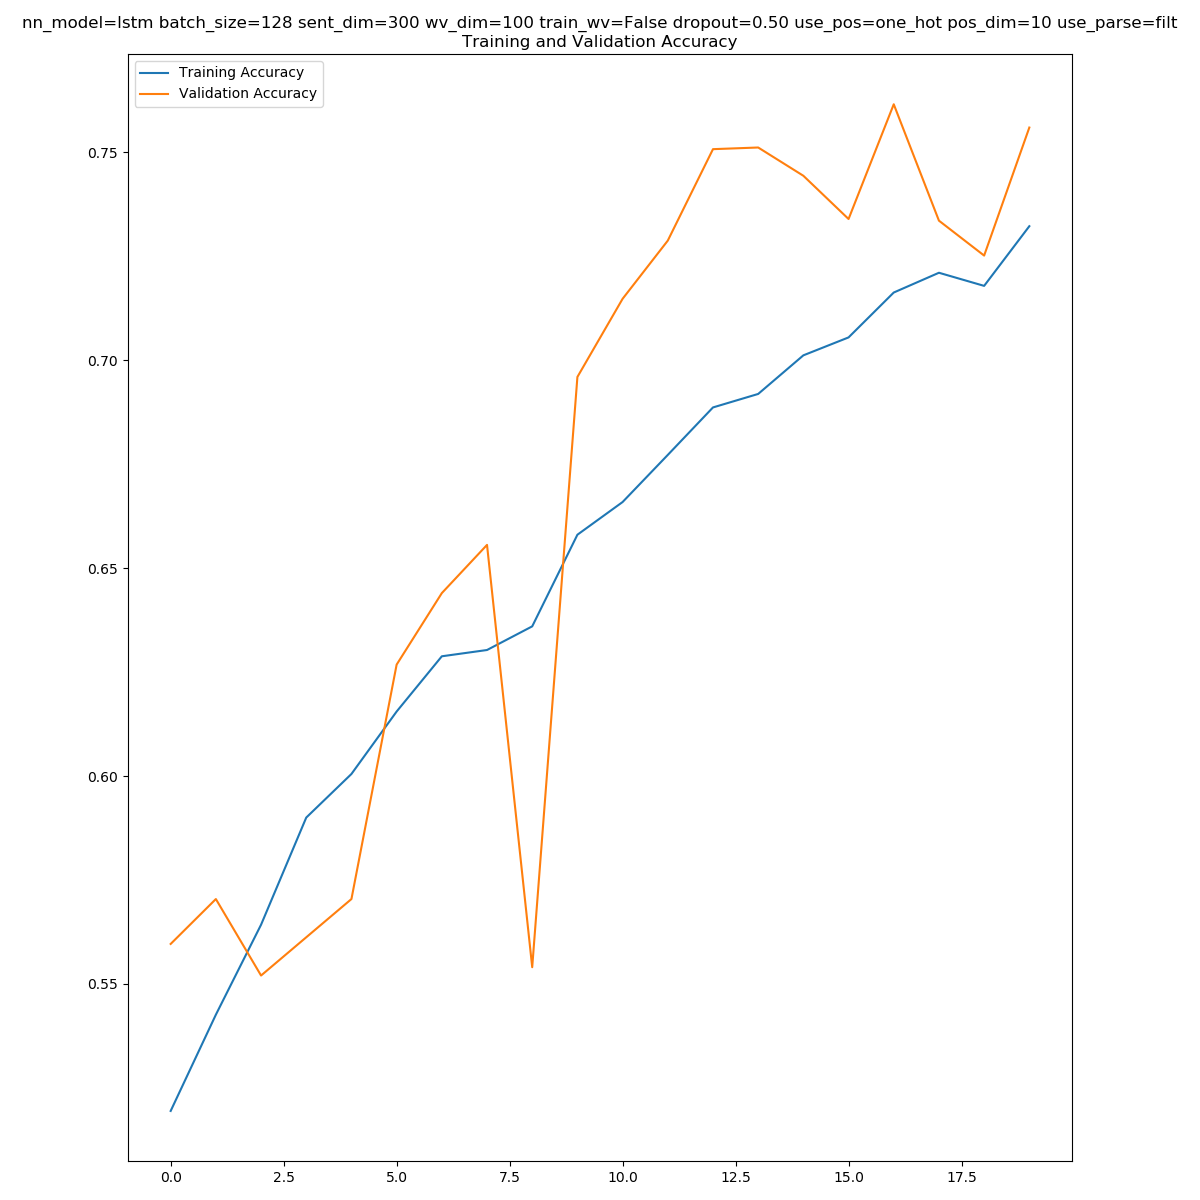 nn_model=lstm batch_size=128 sent_dim=300 wv_dim=100 train_wv=False dropout=0.50 use_pos=one_hot pos_dim=10 use_parse=filt
Training and Validation Accuracy
Training Accuracy
Validation Accuracy
0.75
0.70
0.65
0.60
0.55
0.0 2.5 5.0 7.5 10.0 12.5 15.0 17.5